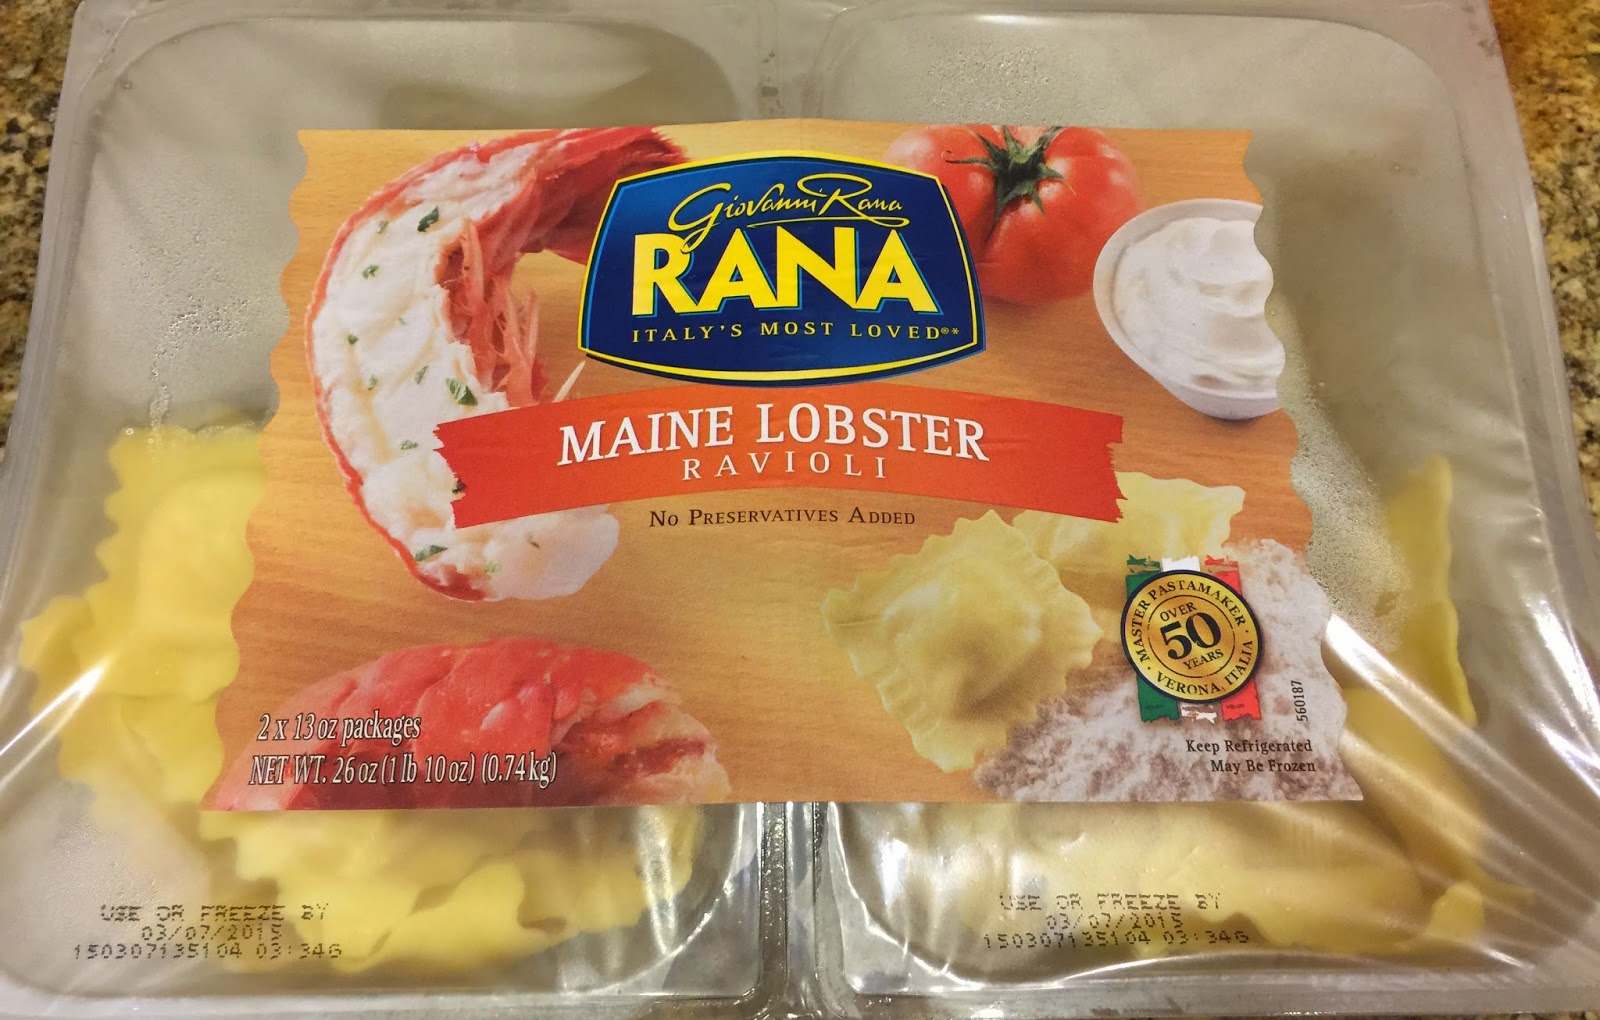 Giovanni Rana
RANA
ITALY'S MOST LOVED®*
MAINE LOBSTER
RAVIOLI
No Preservatives Added
MASTER PASTAMAKER
OVER
50
YEARS
VERONA, ITALIA
560187
2 x 13 oz packages
NET WT. 26 oz (1 lb 10 oz) (0.74 kg)
Keep Refrigerated
May Be Frozen
USE OR FREEZE BY
03/07/2015
150307135104 03:34G
USE OR FREEZE BY
03/07/2015
150307135104 03:34G